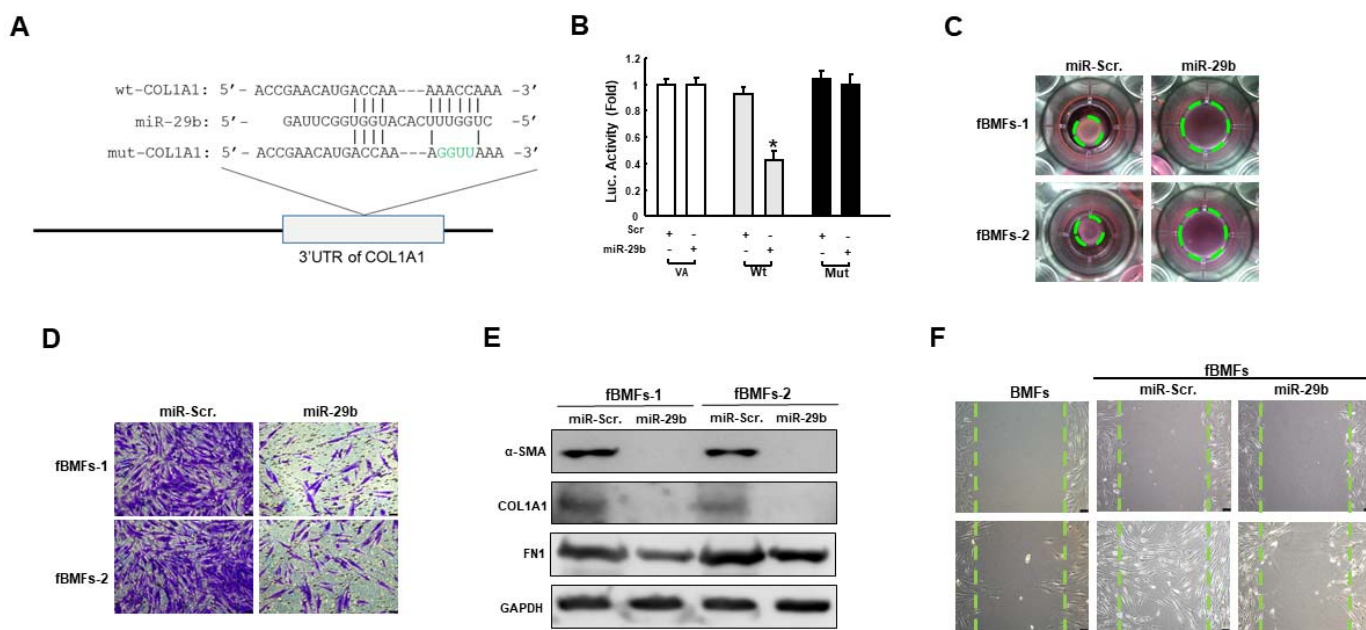 A
wt-COL1A1: 5′- ACCGAACAUGACCAA---AAACCAAA -3′
miR-29b: GAUUCGGUGGUACACUUUGGUC -5′
mut-COL1A1: 5′- ACCGAACAUGACCAA---AGGUUAAA -3′
3'UTR of COL1A1
B
Luc. Activity (Fold)
1.2
1
0.8
0.6
0.4
0.2
0
*
Scr + - + - + -
miR-29b - + - + - +
VA Wt Mut
C
miR-Scr. miR-29b
fBMFs-1
fBMFs-2
D
miR-Scr. miR-29b
fBMFs-1
fBMFs-2
E
fBMFs-1 fBMFs-2
miR-Scr. miR-29b miR-Scr. miR-29b
α-SMA
COL1A1
FN1
GAPDH
F
fBMFs
BMFs miR-Scr. miR-29b